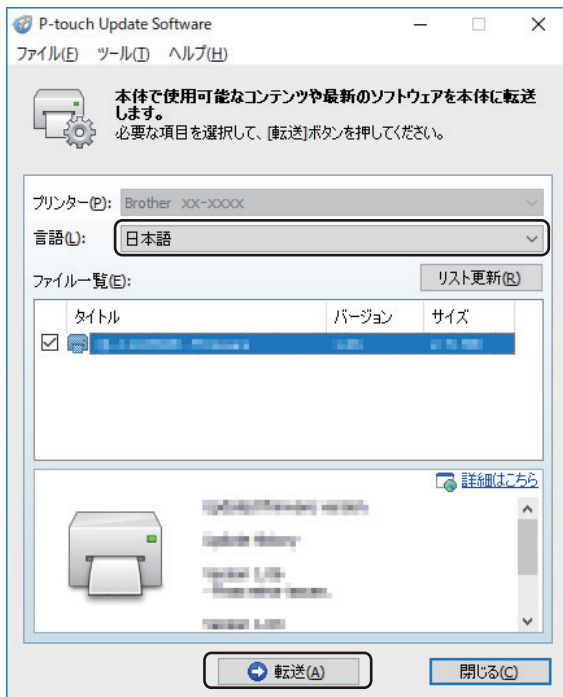 P-touch Update Software
ファイル(F) ツール(T) ヘルプ(H)
本体で使用可能なコンテンツや最新のソフトウェアを本体に転送
します。
必要な項目を選択して、[転送]ボタンを押してください。
プリンター(P): Brother XX-XXXX
言語(L): 日本語
ファイル一覧(E): リスト更新(R)
タイトル バージョン サイズ
詳細はこちら
転送(A) 閉じる(C)